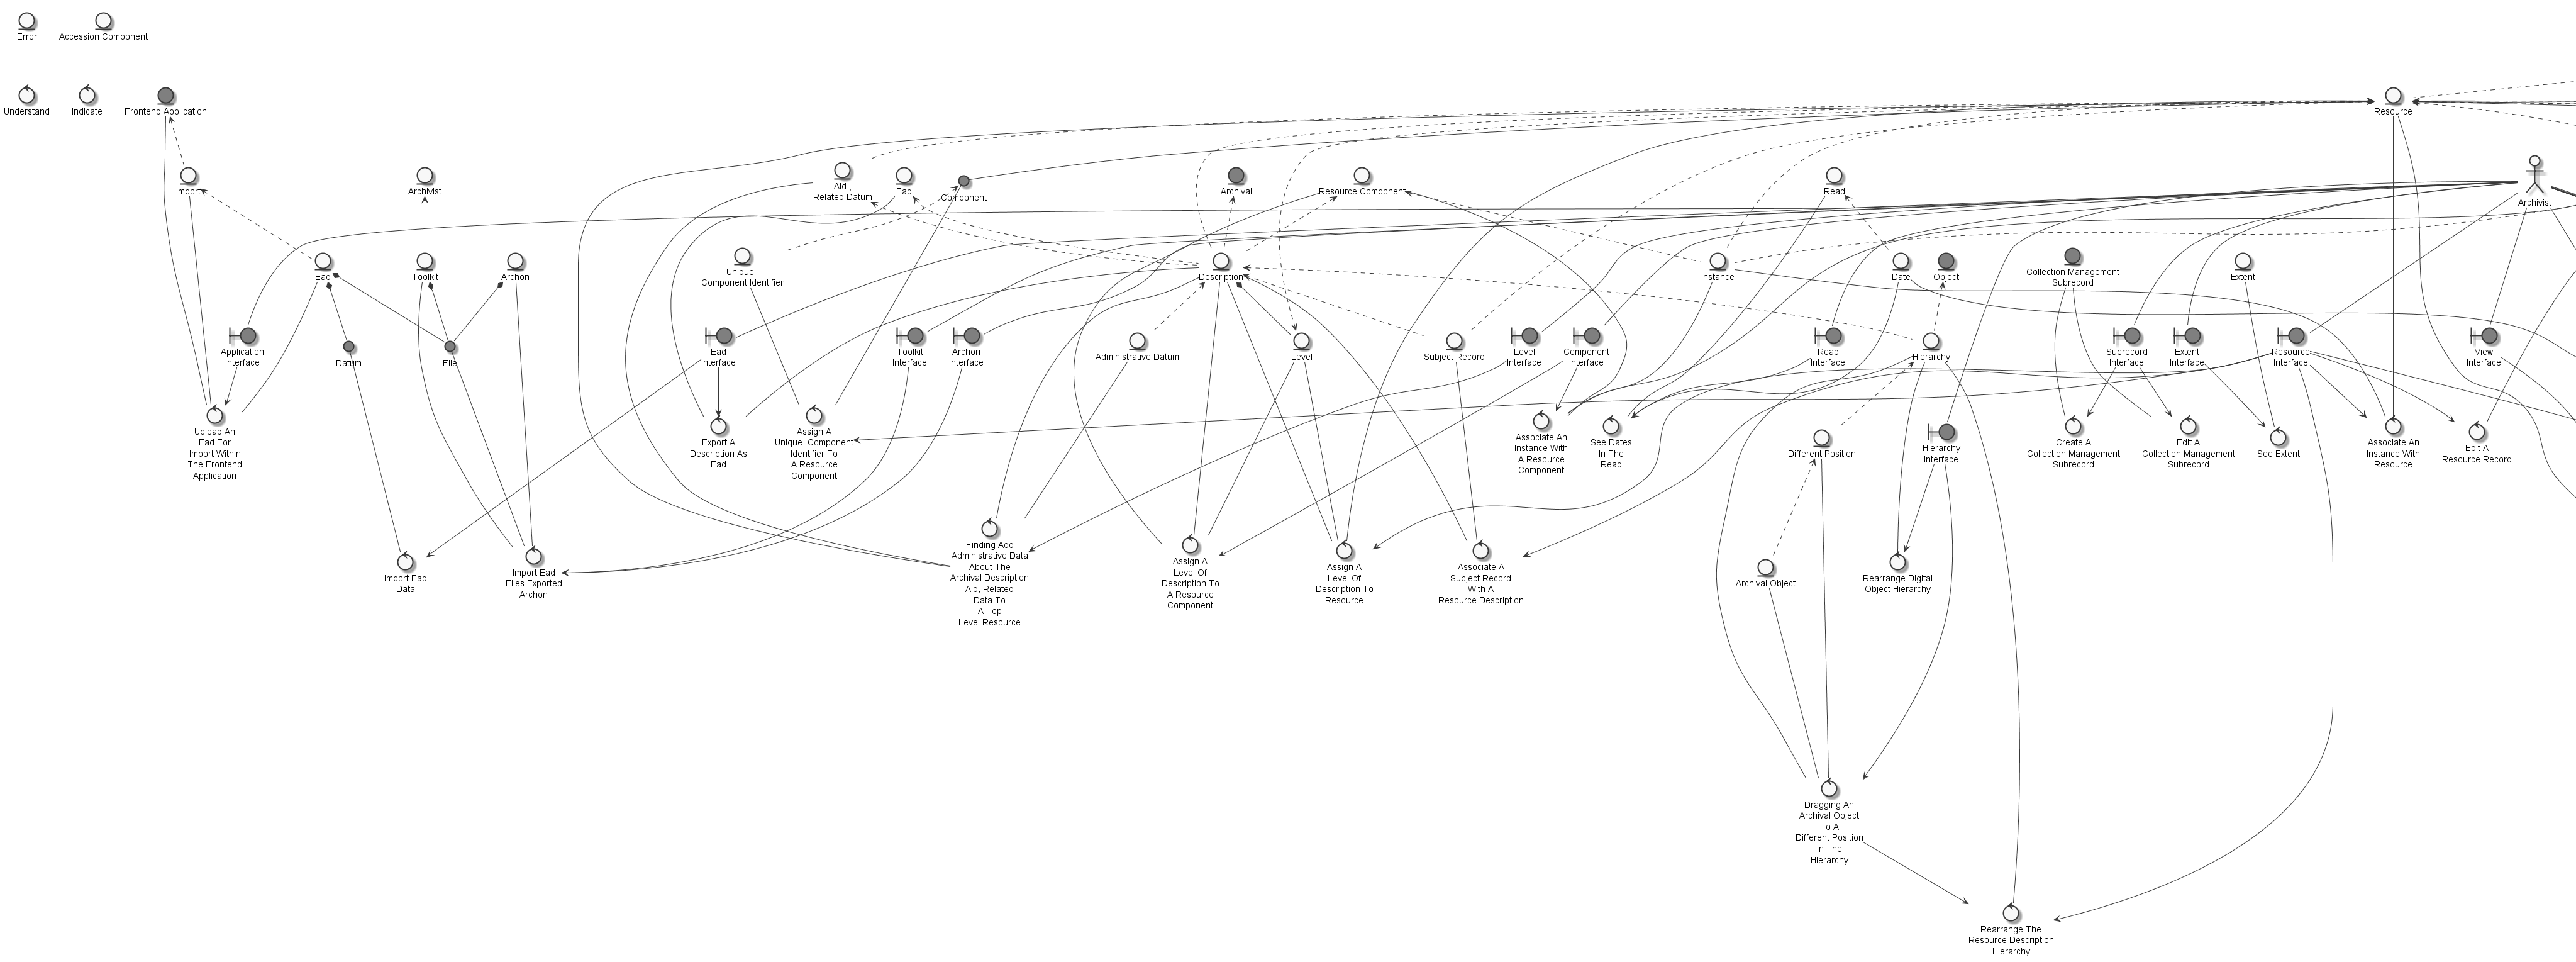 Error
Accession Component
Understand
Indicate
Frontend Application
Resource
Import
Archivist
Aid ,
Related Datum
Ead
Component
Archival
Resource Component
Read
Archivist
Unique ,
Component Identifier
Ead
Toolkit
Archon
Description
Instance
Date
Object
Collection Management
Subrecord
Extent
Application
Interface
Datum
File
Ead
Interface
Toolkit
Interface
Archon
Interface
Administrative Datum
Level
Subject Record
Level
Interface
Component
Interface
Read
Interface
Hierarchy
Subrecord
Interface
Extent
Interface
Resource
Interface
View
Interface
Upload An
Ead For
Import Within
The Frontend
Application
Export A
Description As
Ead
Assign A
Unique, Component
Identifier To
A Resource
Component
Associate An
Instance With
A Resource
Component
See Dates
In The
Read
Different Position
Hierarchy
Interface
Create A
Collection Management
Subrecord
Edit A
Collection Management
Subrecord
See Extent
Associate An
Instance With
Resource
Edit A
Resource Record
Import Ead
Data
Import Ead
Files Exported
Archon
Finding Add
Administrative Data
About The
Archival Description
Aid, Related
Data To
A Top
Level Resource
Assign A
Level Of
Description To
A Resource
Component
Assign A
Level Of
Description To
Resource
Associate A
Subject Record
With A
Resource Description
Archival Object
Rearrange Digital
Object Hierarchy
Dragging An
Archival Object
To A
Different Position
In The
Hierarchy
Rearrange The
Resource Description
Hierarchy